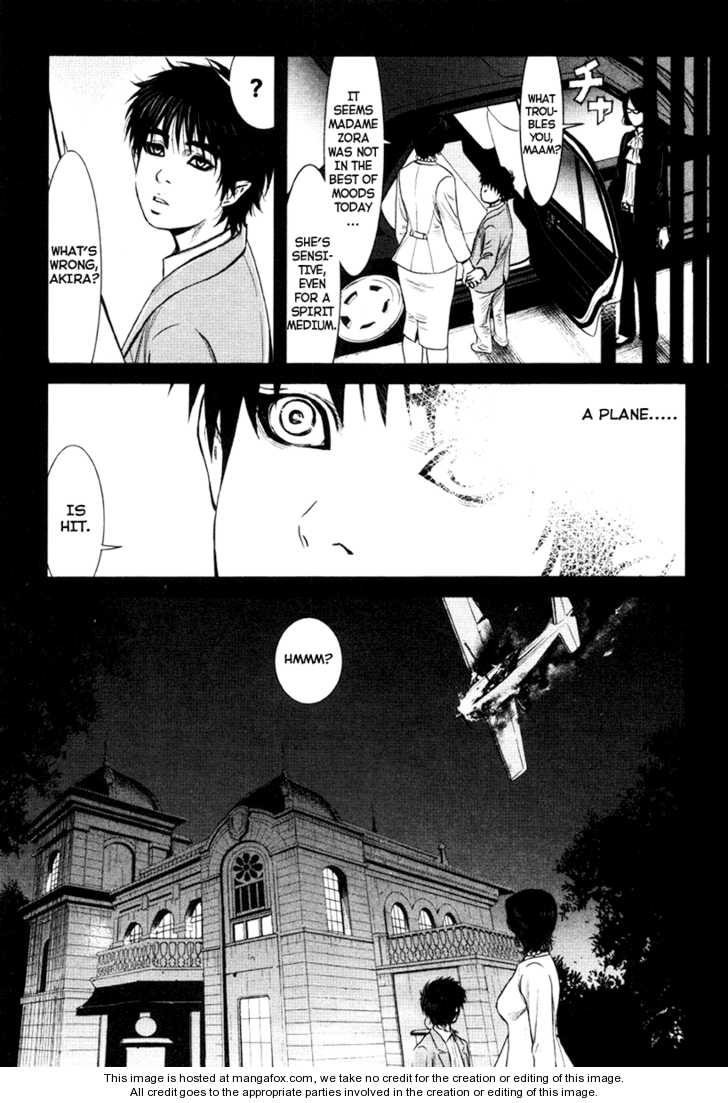 チャ
WHAT
TROU-
BLES
YOU,
MAAM?
IT
SEEMS
MADAME
ZORA
WAS NOT
IN THE
BEST OF
MOODS
TODAY
...
SHE'S
SENSI-
TIVE,
EVEN
FOR A
SPIRIT
MEDIUM.
?
WHAT'S
WRONG,
AKIRA?
A PLANE.....
IS
HIT.
HMMM?
This image is hosted at mangafox.com, we take no credit for the creation or editing of this image.
All credit goes to the appropriate parties involved in the creation or editing of this image.